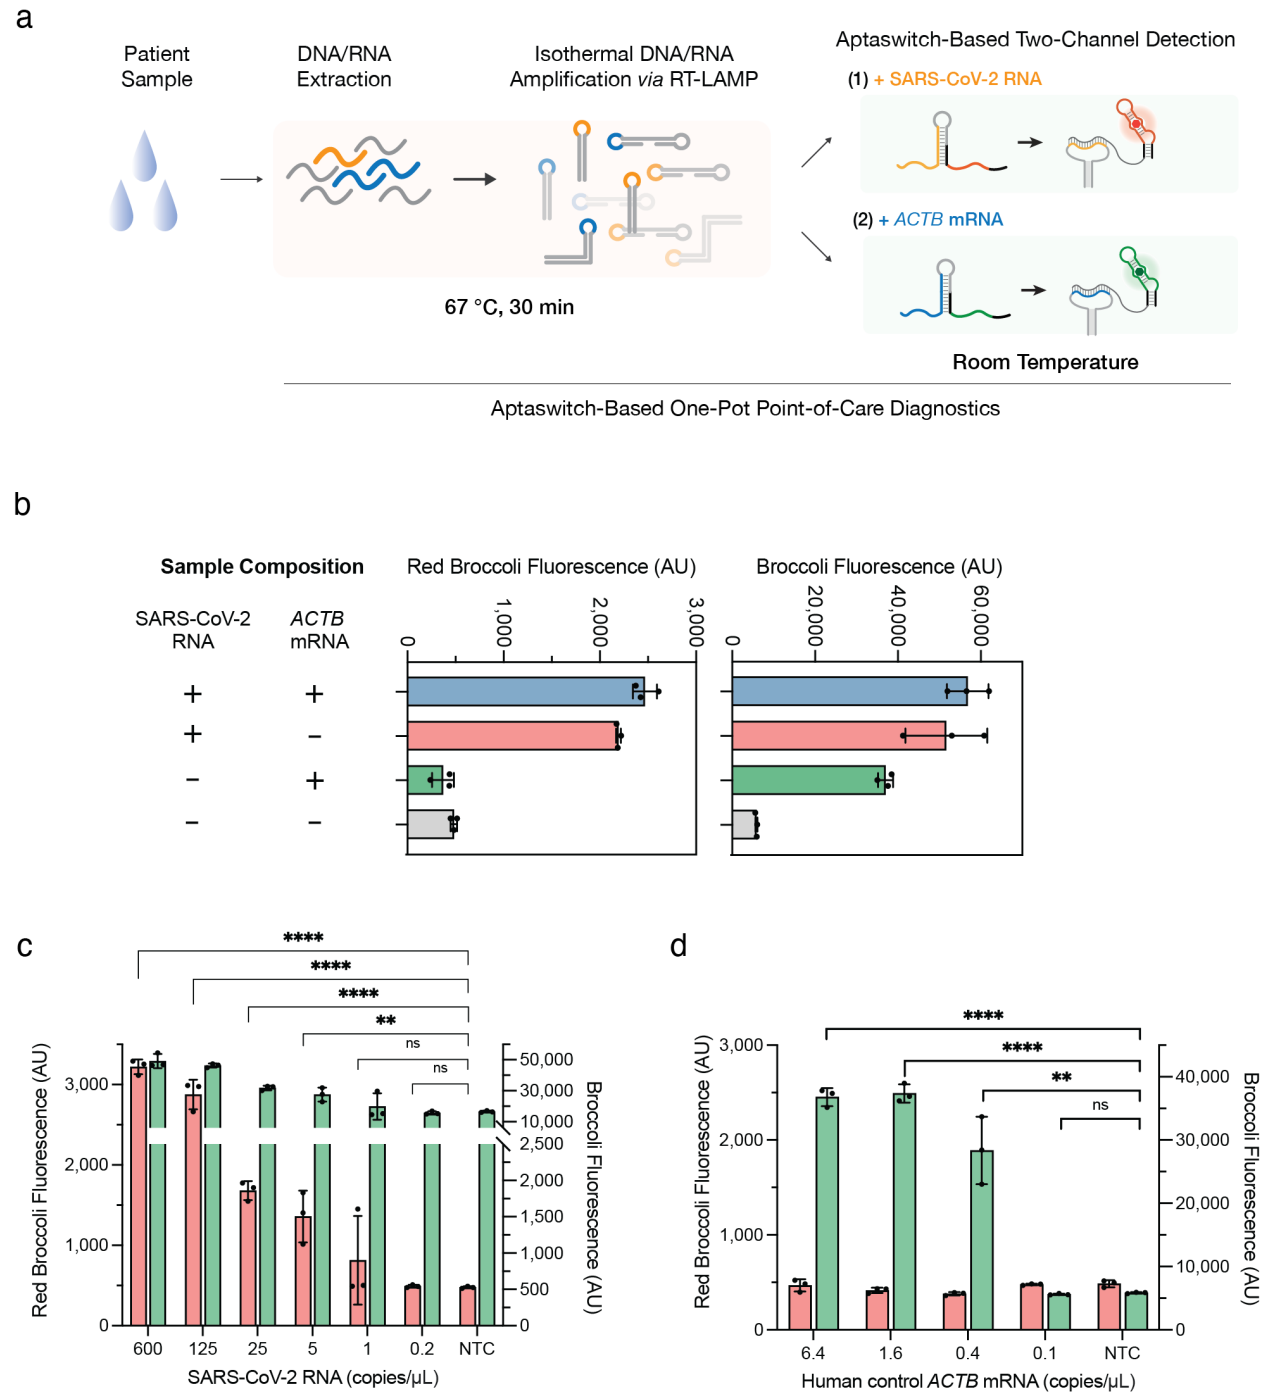 a
Patient
Sample
DNA/RNA
Extraction
Isothermal DNA/RNA
Amplification via RT-LAMP
Aptaswitch-Based Two-Channel Detection
(1) + SARS-CoV-2 RNA
(2) + ACTB mRNA
67 °C, 30 min
Room Temperature
Aptaswitch-Based One-Pot Point-of-Care Diagnostics
b
Sample Composition
SARS-CoV-2
RNA
ACTB
mRNA
+ +
+ −
− +
− −
Red Broccoli Fluorescence (AU)
0 1,000 2,000 3,000
Broccoli Fluorescence (AU)
0 20,000 40,000 60,000
c
****
****
****
**
ns
ns
Red Broccoli Fluorescence (AU)
3,000
2,000
1,000
0
50,000
30,000
10,000
2,500
2,000
1,500
1,000
500
0
Broccoli Fluorescence (AU)
600 125 25 5 1 0.2 NTC
SARS-CoV-2 RNA (copies/µL)
d
****
****
**
ns
Red Broccoli Fluorescence (AU)
3,000
2,000
1,000
0
40,000
30,000
20,000
10,000
0
Broccoli Fluorescence
(AU)
6.4 1.6 0.4 0.1 NTC
Human control ACTB mRNA (copies/µL)